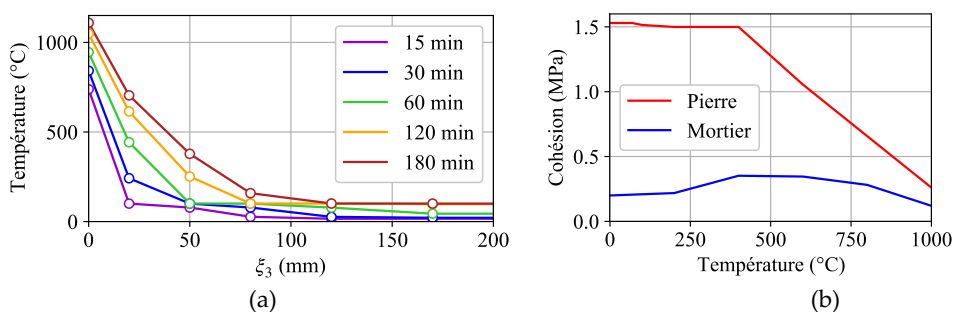 Température (°C)
1000
500
0
0
50
100
150
200
ξ₃ (mm)
15 min
30 min
60 min
120 min
180 min
(a)
Cohésion (MPa)
1.5
1.0
0.5
0.0
0
250
500
750
1000
Température (°C)
Pierre
Mortier
(b)